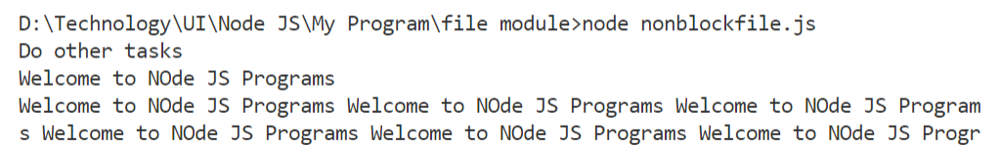 D:\Technology\UI\Node JS\My Program\file module>node nonblockfile.js
Do other tasks
Welcome to NOde JS Programs
Welcome to NOde JS Programs Welcome to NOde JS Programs Welcome to NOde JS Program
s Welcome to NOde JS Programs Welcome to NOde JS Programs Welcome to NOde JS Progr